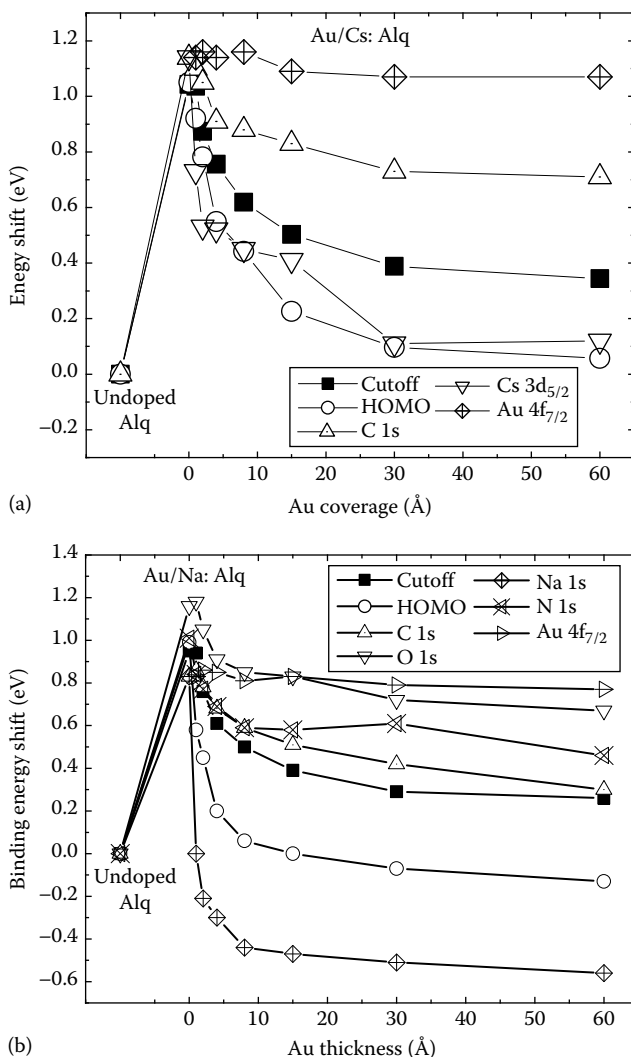 Au/Cs: Alq
1.2
1.0
0.8
0.6
0.4
0.2
0.0
−0.2
Enegy shift (eV)
Undoped
Alq
Cutoff
HOMO
C 1s
Cs 3d5/2
Au 4f7/2
0 10 20 30 40 50 60
(a)
Au coverage (Å)
Au/Na: Alq
1.4
1.2
1.0
0.8
0.6
0.4
0.2
0.0
−0.2
−0.4
−0.6
Binding energy shift (eV)
Cutoff
HOMO
C 1s
O 1s
Na 1s
N 1s
Au 4f7/2
Undoped
Alq
0 10 20 30 40 50 60
(b)
Au thickness (Å)